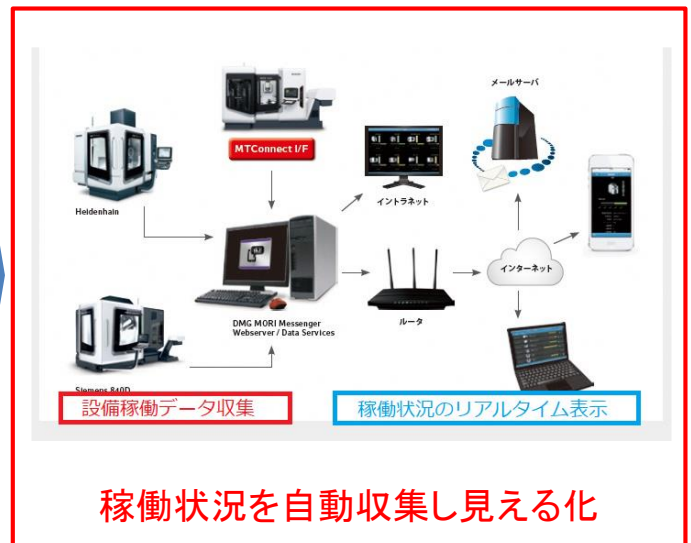 メールサーバ
MTConnect I/F
イントラネット
Heidenhain
インターネット
DMG MORI Messenger
Webserver / Data Services
ルータ
Siemens 840D
設備稼働データ収集
稼働状況のリアルタイム表示
稼働状況を自動収集し見える化